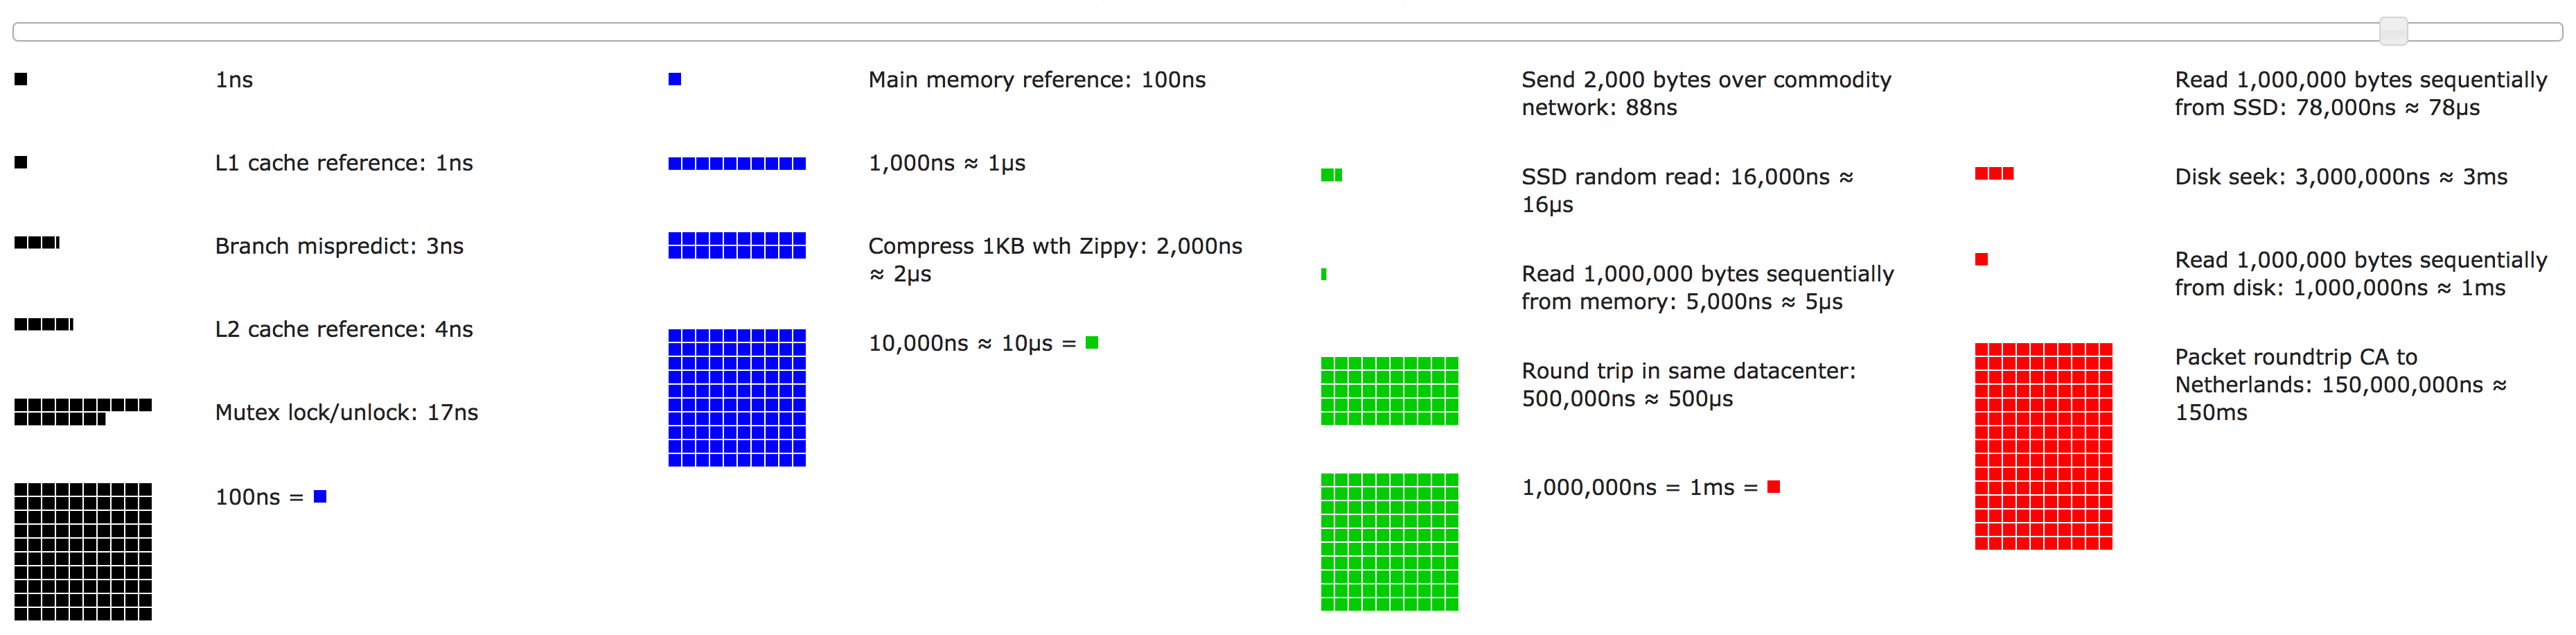 1ns
L1 cache reference: 1ns
Branch mispredict: 3ns
L2 cache reference: 4ns
Mutex lock/unlock: 17ns
100ns =
Main memory reference: 100ns
1,000ns ≈ 1μs
Compress 1KB wth Zippy: 2,000ns
≈ 2μs
10,000ns ≈ 10μs =
Send 2,000 bytes over commodity
network: 88ns
SSD random read: 16,000ns ≈
16μs
Read 1,000,000 bytes sequentially
from memory: 5,000ns ≈ 5μs
Round trip in same datacenter:
500,000ns ≈ 500μs
1,000,000ns = 1ms =
Read 1,000,000 bytes sequentially
from SSD: 78,000ns ≈ 78μs
Disk seek: 3,000,000ns ≈ 3ms
Read 1,000,000 bytes sequentially
from disk: 1,000,000ns ≈ 1ms
Packet roundtrip CA to
Netherlands: 150,000,000ns ≈
150ms